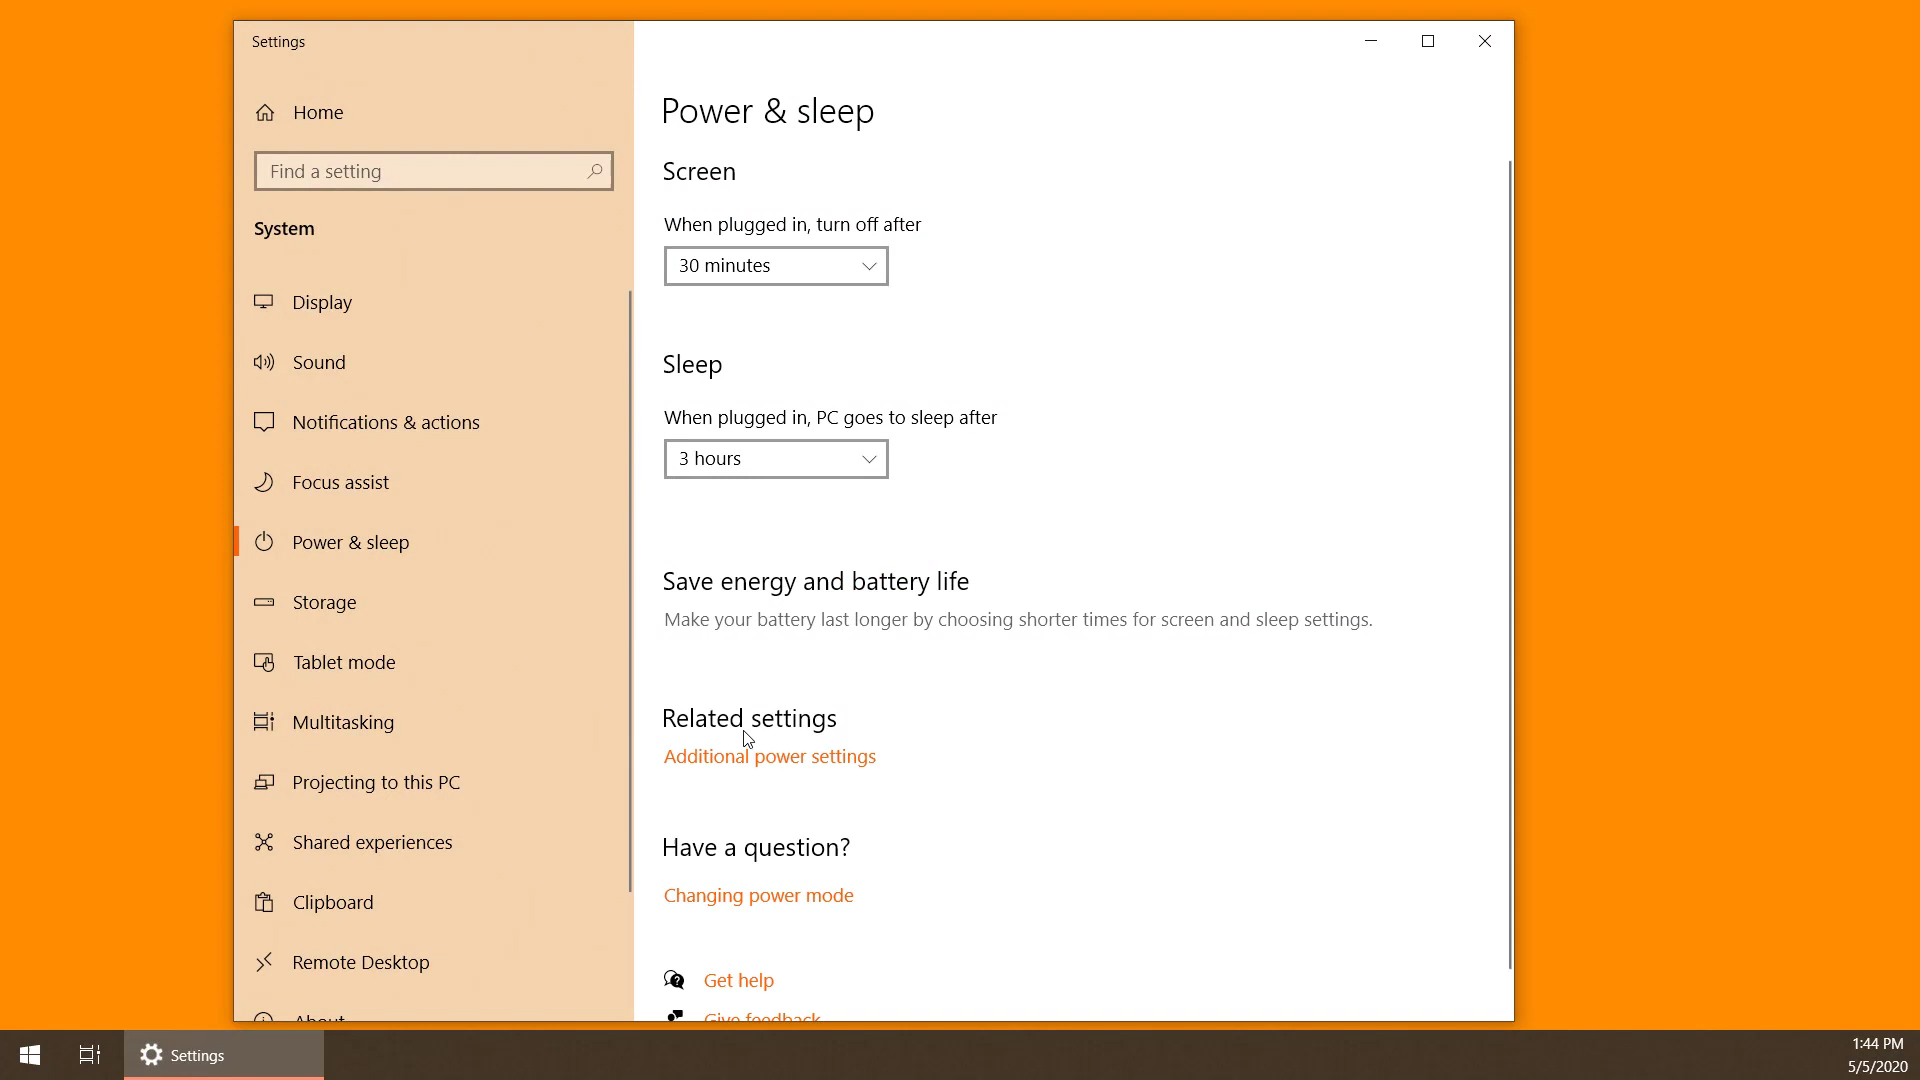 Settings
Home
Find a setting
System
Display
Sound
Notifications & actions
Focus assist
Power & sleep
Storage
Tablet mode
Multitasking
Projecting to this PC
Shared experiences
Clipboard
Remote Desktop
About
Power & sleep
Screen
When plugged in, turn off after
30 minutes
Sleep
When plugged in, PC goes to sleep after
3 hours
Save energy and battery life
Make your battery last longer by choosing shorter times for screen and sleep settings.
Related settings
Additional power settings
Have a question?
Changing power mode
Get help
Give feedback
Settings
1:44 PM
5/5/2020